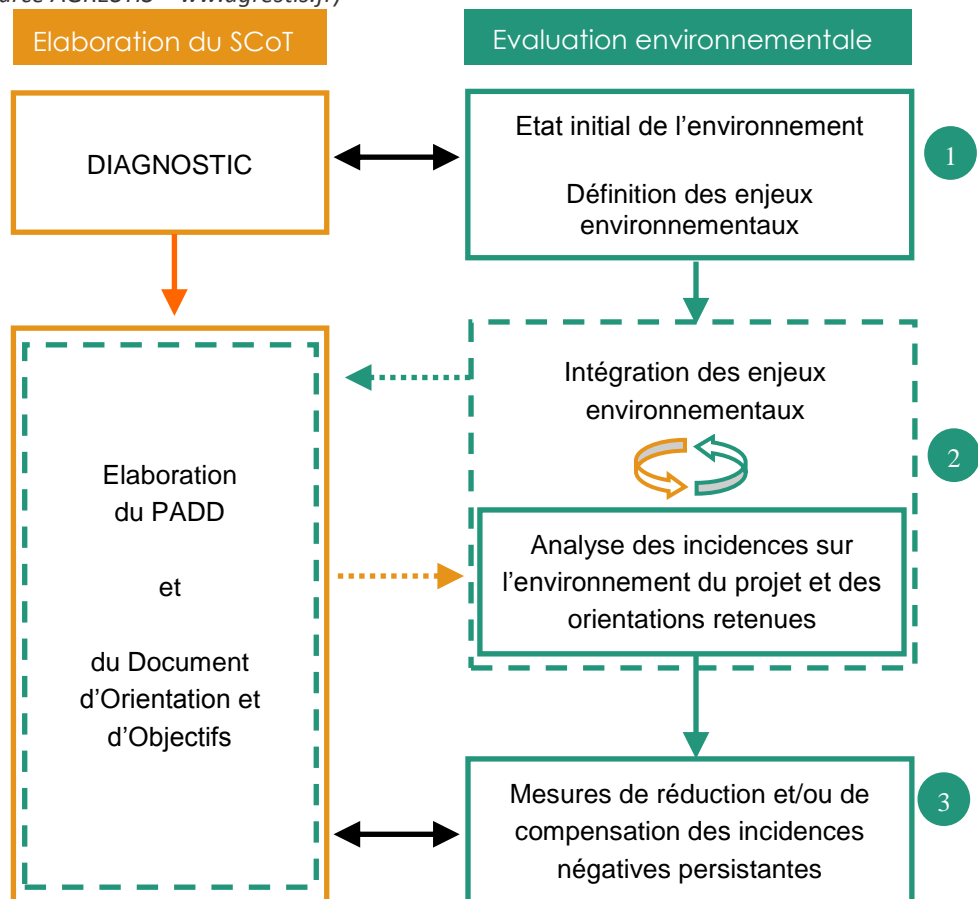 Elaboration du SCoT
Evaluation environnementale
DIAGNOSTIC
Etat initial de l'environnement
Définition des enjeux
environnementaux
1
Intégration des enjeux
environnementaux
2
Elaboration
du PADD
et
du Document
d'Orientation et
d'Objectifs
Analyse des incidences sur
l'environnement du projet et des
orientations retenues
Mesures de réduction et/ou de
compensation des incidences
négatives persistantes
3